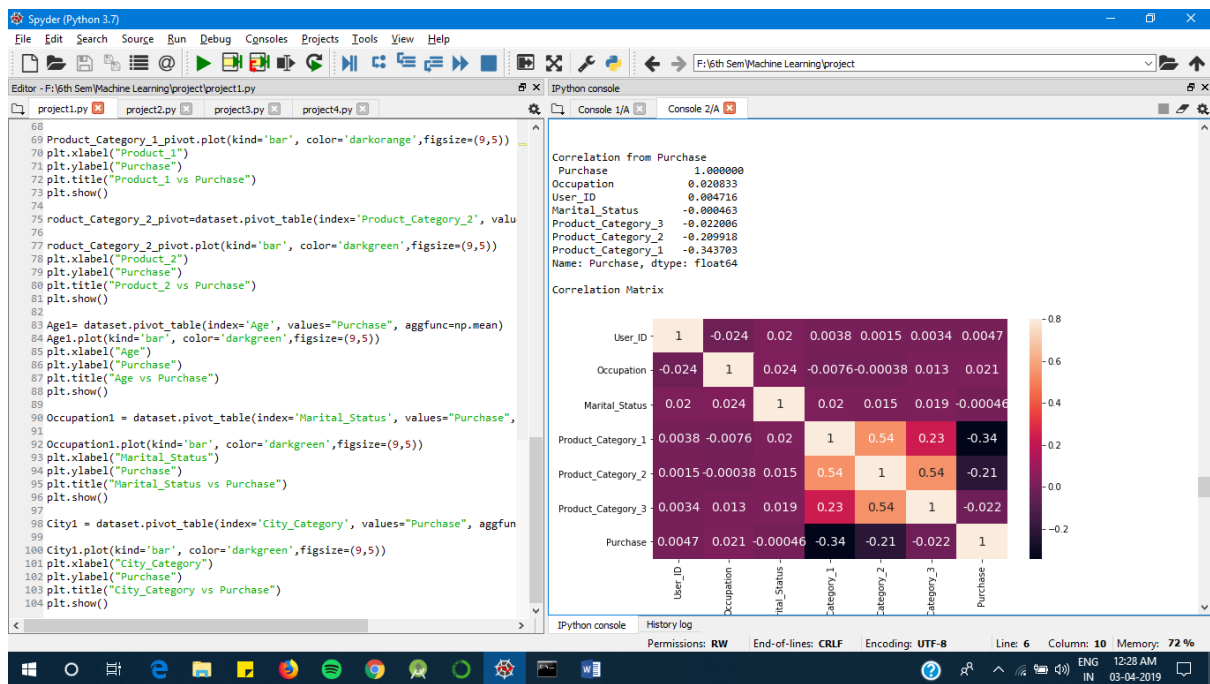 Spyder (Python 3.7)
File Edit Search Source Run Debug Consoles Projects Tools View Help
F:\6th Sem\Machine Learning\project
Editor - F:\6th Sem\Machine Learning\project\project1.py
project1.py project2.py project3.py project4.py
68
69 Product_Category_1_pivot.plot(kind='bar', color='darkorange',figsize=(9,5))
70 plt.xlabel("Product_1")
71 plt.ylabel("Purchase")
72 plt.title("Product_1 vs Purchase")
73 plt.show()
74
75 roduct_Category_2_pivot=dataset.pivot_table(index='Product_Category_2', valu
76
77 roduct_Category_2_pivot.plot(kind='bar', color='darkgreen',figsize=(9,5))
78 plt.xlabel("Product_2")
79 plt.ylabel("Purchase")
80 plt.title("Product_2 vs Purchase")
81 plt.show()
82
83 Age1= dataset.pivot_table(index='Age', values="Purchase", aggfunc=np.mean)
84 Age1.plot(kind='bar', color='darkgreen',figsize=(9,5))
85 plt.xlabel("Age")
86 plt.ylabel("Purchase")
87 plt.title("Age vs Purchase")
88 plt.show()
89
90 Occupation1 = dataset.pivot_table(index='Marital_Status', values="Purchase",
91
92 Occupation1.plot(kind='bar', color='darkgreen',figsize=(9,5))
93 plt.xlabel("Marital_Status")
94 plt.ylabel("Purchase")
95 plt.title("Marital_Status vs Purchase")
96 plt.show()
97
98 City1 = dataset.pivot_table(index='City_Category', values="Purchase", aggfun
99
100 City1.plot(kind='bar', color='darkgreen',figsize=(9,5))
101 plt.xlabel("City_Category")
102 plt.ylabel("Purchase")
103 plt.title("City_Category vs Purchase")
104 plt.show()
IPython console
Console 1/A Console 2/A
Correlation from Purchase
Purchase 1.000000
Occupation 0.020833
User_ID 0.004716
Marital_Status -0.000463
Product_Category_3 -0.022006
Product_Category_2 -0.209918
Product_Category_1 -0.343703
Name: Purchase, dtype: float64
Correlation Matrix
User_ID 1 -0.024 0.02 0.0038 0.0015 0.0034 0.0047
Occupation -0.024 1 0.024 -0.0076 -0.00038 0.013 0.021
Marital_Status 0.02 0.024 1 0.02 0.015 0.019 -0.00046
Product_Category_1 0.0038 -0.0076 0.02 1 0.54 0.23 -0.34
Product_Category_2 0.0015 -0.00038 0.015 0.54 1 0.54 -0.21
Product_Category_3 0.0034 0.013 0.019 0.23 0.54 1 -0.022
Purchase 0.0047 0.021 -0.00046 -0.34 -0.21 -0.022 1
User_ID
Occupation
rital_Status
ategory_1
ategory_2
ategory_3
Purchase
0.8
0.6
0.4
0.2
0.0
-0.2
IPython console History log
Permissions: RW End-of-lines: CRLF Encoding: UTF-8 Line: 6 Column: 10 Memory: 72 %
ENG 12:28 AM
IN 03-04-2019